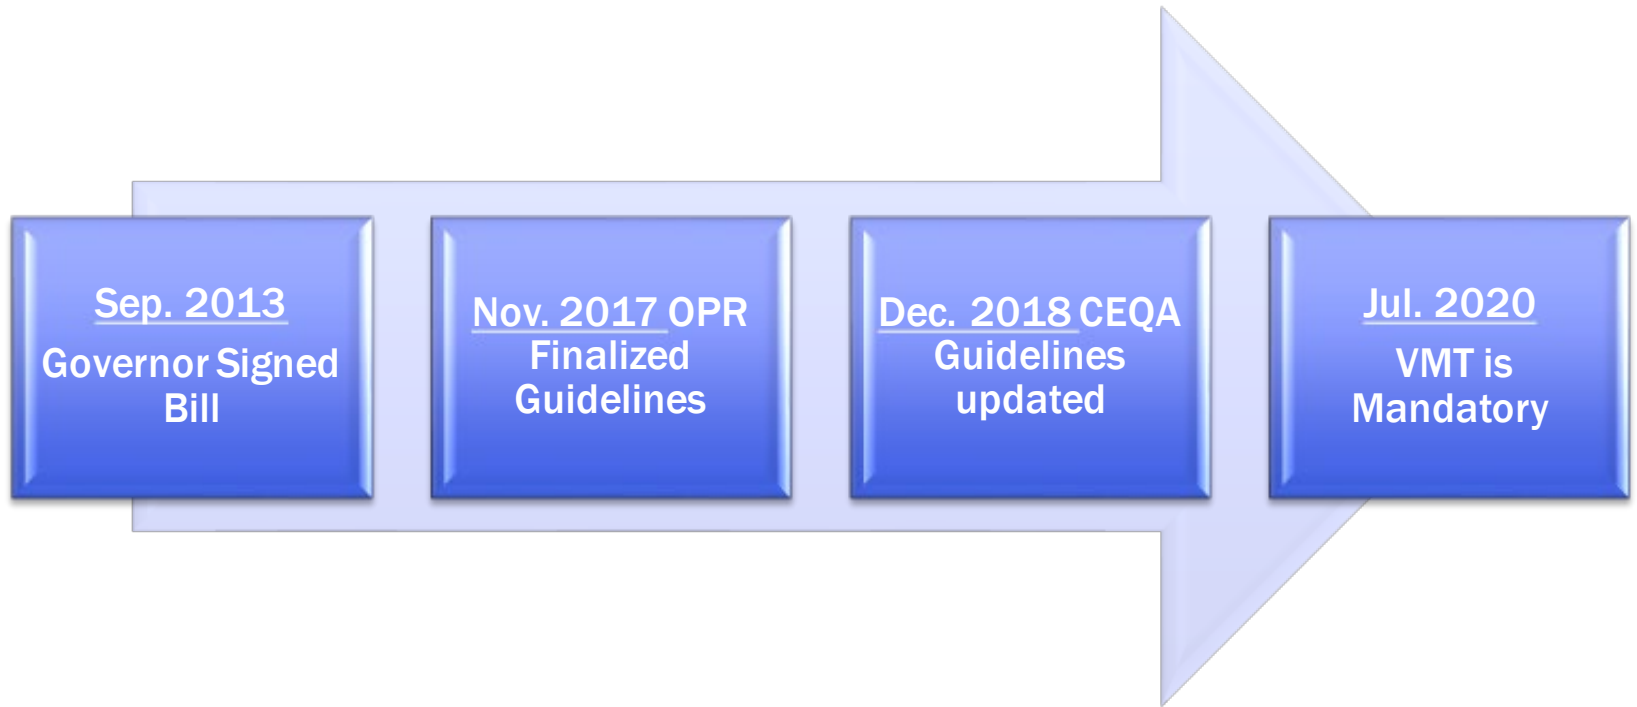 Sep. 2013
Governor Signed
Bill
Nov. 2017 OPR
Finalized
Guidelines
Dec. 2018 CEQA
Guidelines
updated
Jul. 2020
VMT is
Mandatory